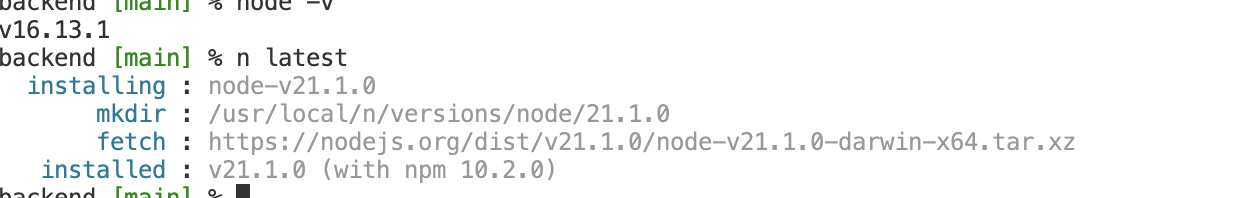 backend [main] % node -v
v16.13.1
backend [main] % n latest
installing : node-v21.1.0
mkdir : /usr/local/n/versions/node/21.1.0
fetch : https://nodejs.org/dist/v21.1.0/node-v21.1.0-darwin-x64.tar.xz
installed : v21.1.0 (with npm 10.2.0)
backend [main] %